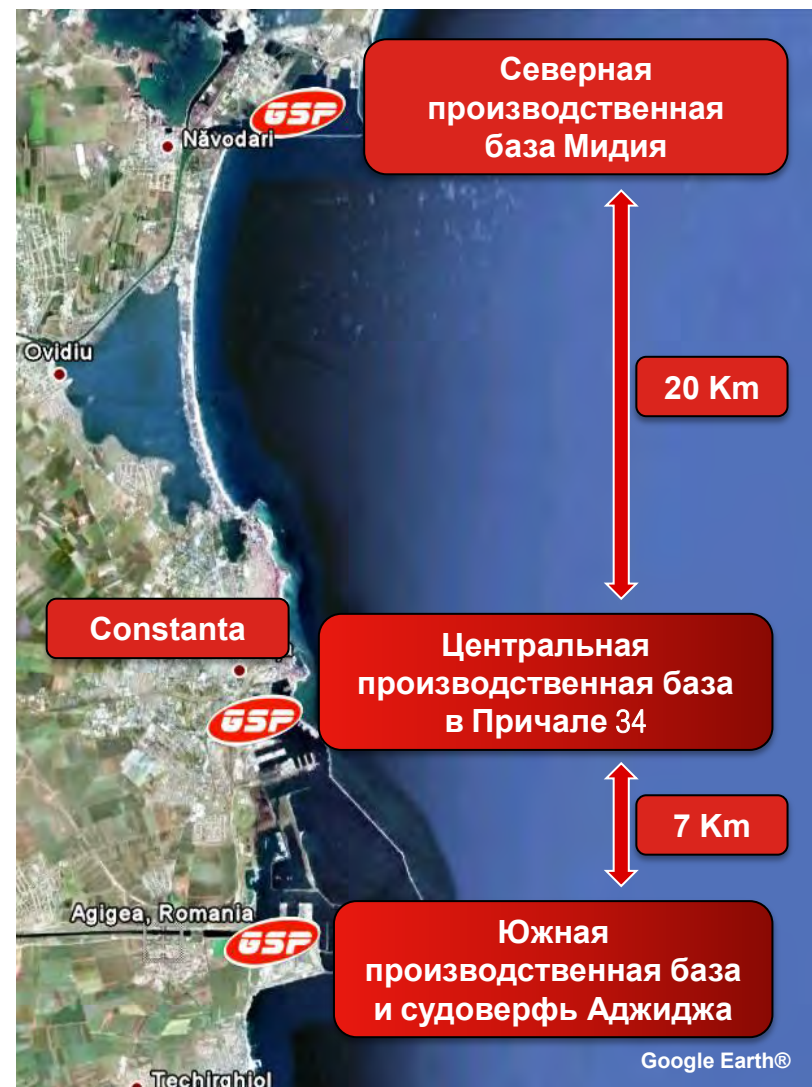 Северная
производственная
база Мидия
GSP
Năvodari
Ovidiu
20 Km
Constanta
Центральная
производственная база
в Причале 34
GSP
7 Km
Agigea, Romania
GSP
Южная
производственная база
и судоверфь Аджиджа
Google Earth®
Techirghiol